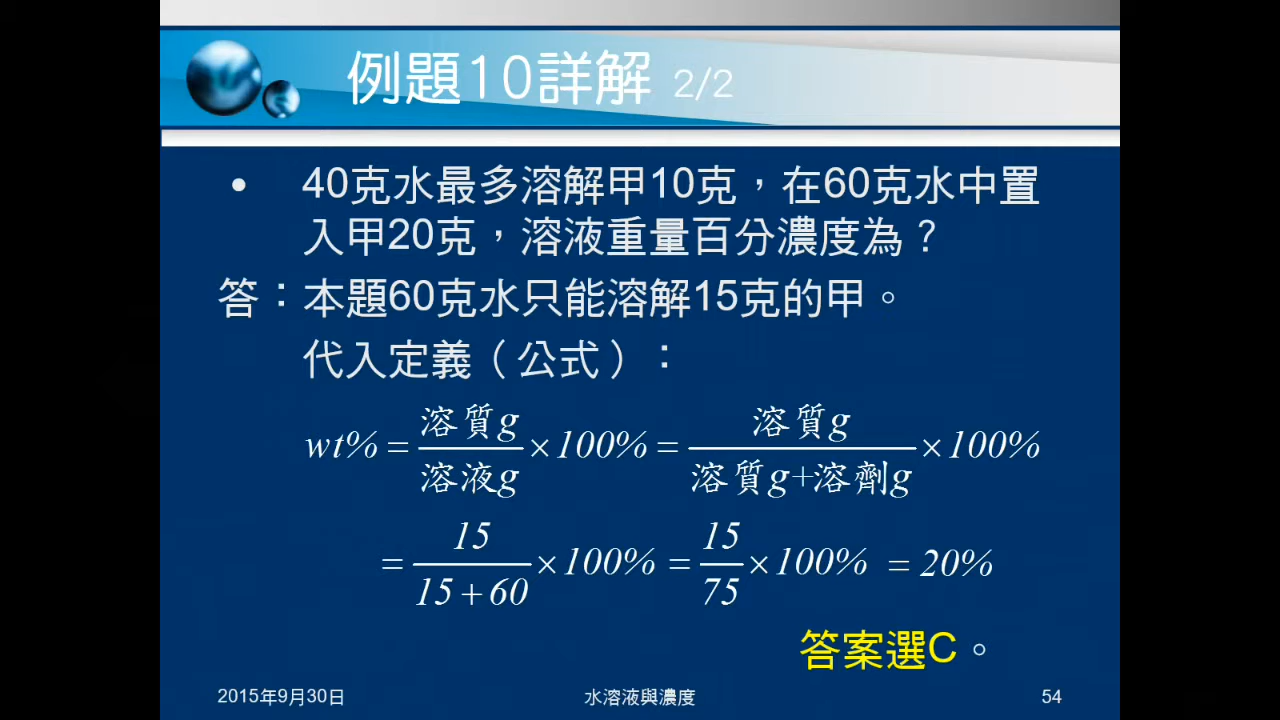 例題10詳解 2/2
• 40克水最多溶解甲10克，在60克水中置
入甲20克，溶液重量百分濃度為？
答：本題60克水只能溶解15克的甲。
代入定義（公式）：
wt% = 溶質g/溶液g ×100% = 溶質g/溶質g+溶劑g ×100%
= 15/15+60 ×100% = 15/75 ×100% = 20%
答案選C。
2015年9月30日 水溶液與濃度 54